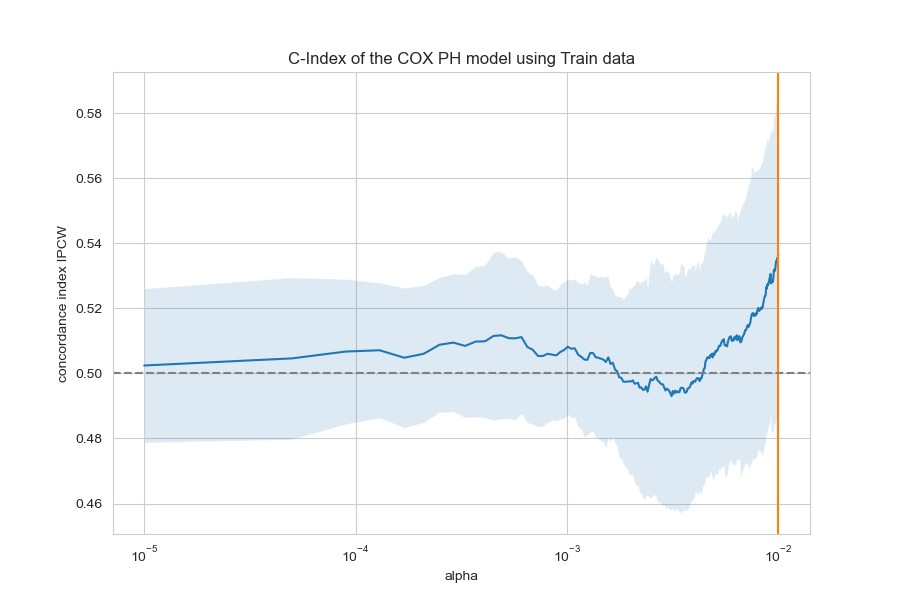 C-Index of the COX PH model using Train data
concordance index IPCW
0.58
0.56
0.54
0.52
0.50
0.48
0.46
10⁻⁵ 10⁻⁴ 10⁻³ 10⁻²
alpha